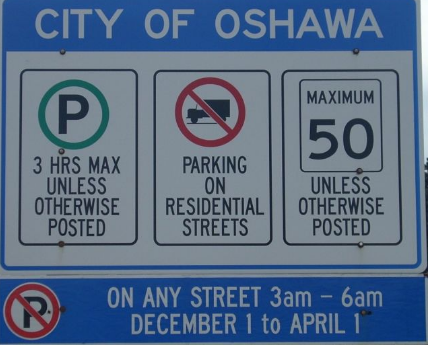 CITY OF OSHAWA
P
3 HRS MAX
UNLESS
OTHERWISE
POSTED
PARKING
ON
RESIDENTIAL
STREETS
MAXIMUM
50
UNLESS
OTHERWISE
POSTED
P
ON ANY STREET 3am – 6am
DECEMBER 1 to APRIL 1